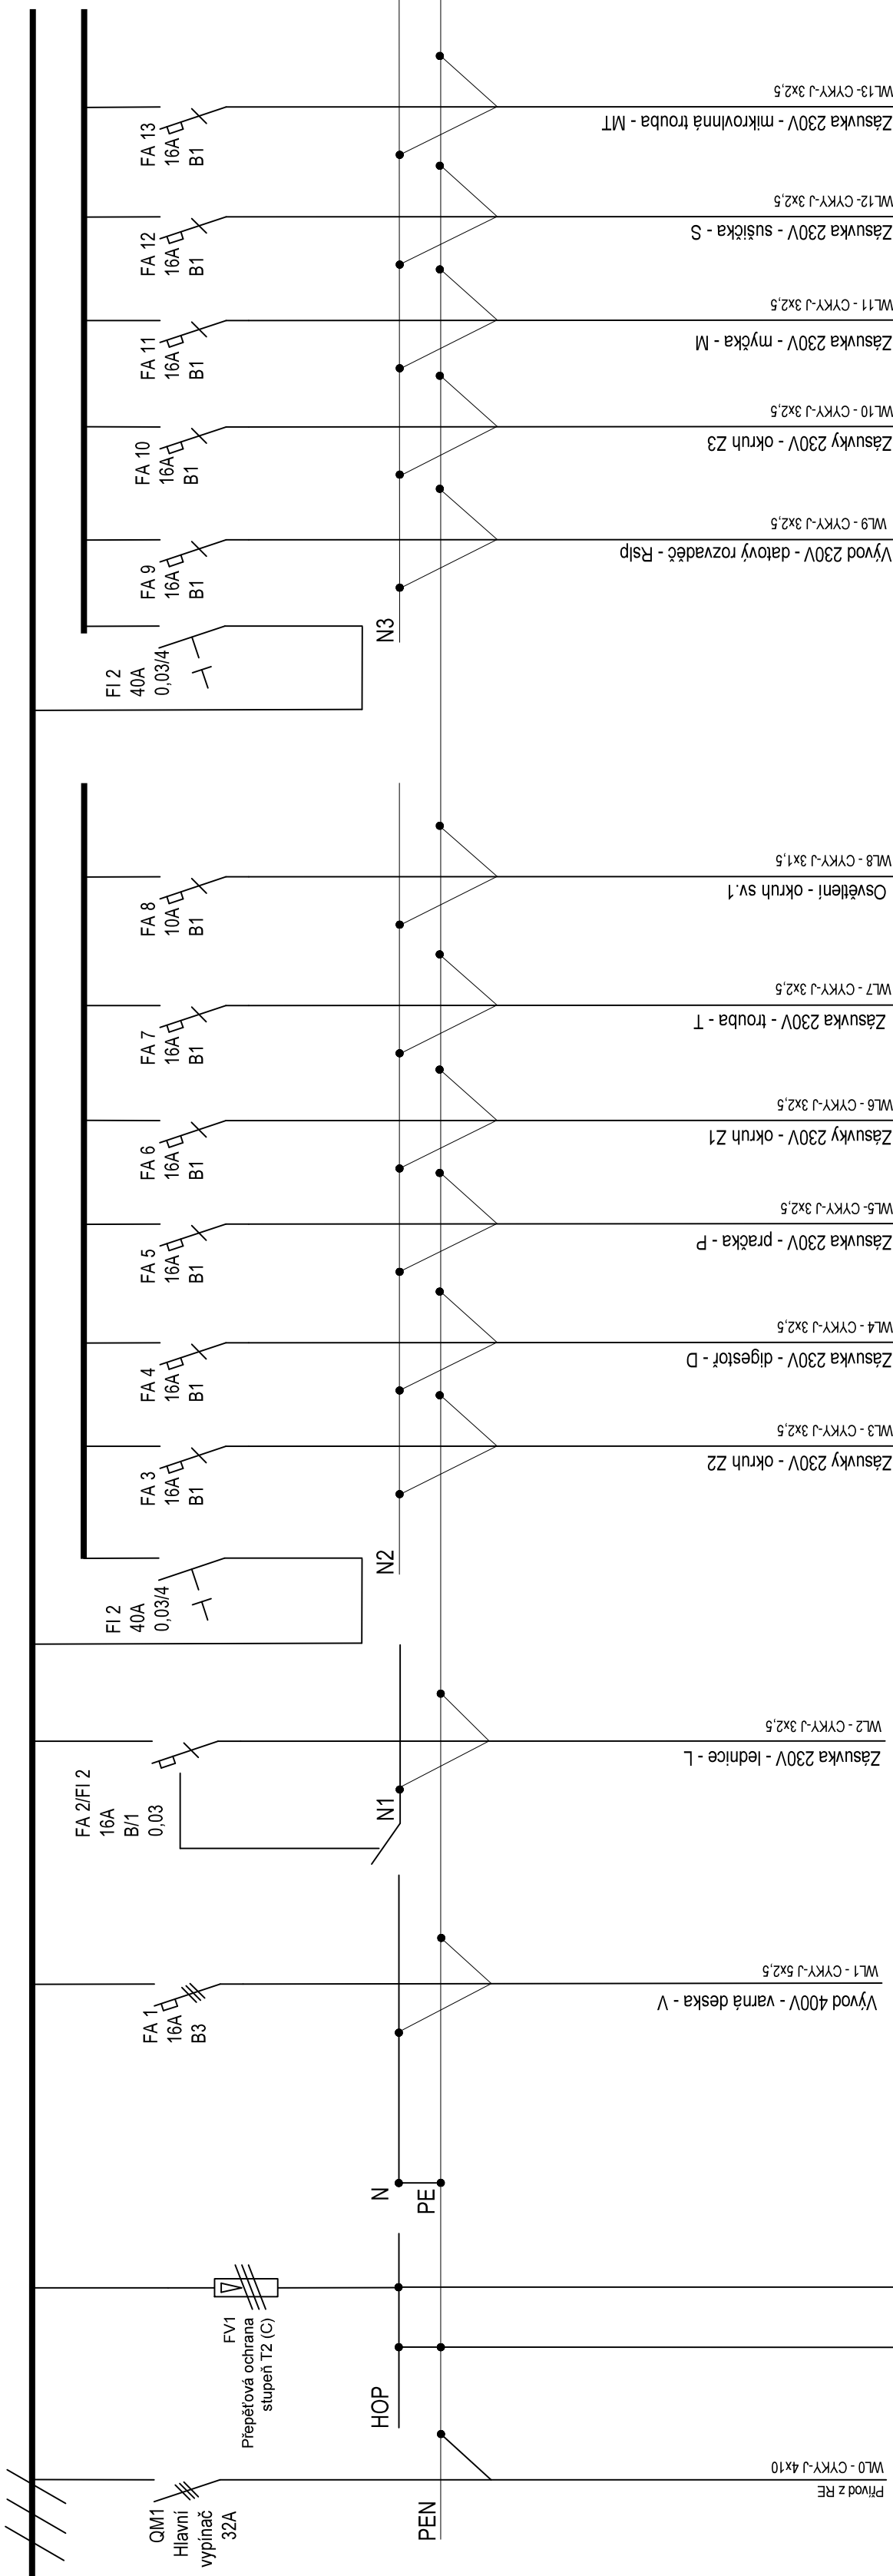 QM1
Hlavní
vypínač
32A
PEN
WL0 - CYKY-J 4x10
Přívod z RE
FV1
Přepěťová ochrana
stupeň T2 (C)
HOP
N
PE
FA 1
16A
B3
WL1 - CYKY-J 5x2,5
Vývod 400V - varná deska - V
FA 2/FI 2
16A
B/1
0,03
N1
WL2 - CYKY-J 3x2,5
Zásuvka 230V - lednice - L
FI 2
40A
0,03/4
N2
FA 3
16A
B1
WL3 - CYKY-J 3x2,5
Zásuvky 230V - okruh Z2
FA 4
16A
B1
WL4 - CYKY-J 3x2,5
Zásuvka 230V - digestoř - D
FA 5
16A
B1
WL5- CYKY-J 3x2,5
Zásuvka 230V - pračka - P
FA 6
16A
B1
WL6 - CYKY-J 3x2,5
Zásuvky 230V - okruh Z1
FA 7
16A
B1
WL7 - CYKY-J 3x2,5
Zásuvka 230V - trouba - T
FA 8
10A
B1
WL8 - CYKY-J 3x1,5
Osvětlení - okruh sv.1
FI 2
40A
0,03/4
N3
FA 9
16A
B1
WL9 - CYKY-J 3x2,5
Vývod 230V - datový rozvaděč - Rslp
FA 10
16A
B1
WL10 - CYKY-J 3x2,5
Zásuvky 230V - okruh Z3
FA 11
16A
B1
WL11 - CYKY-J 3x2,5
Zásuvka 230V - myčka - M
FA 12
16A
B1
WL12- CYKY-J 3x2,5
Zásuvka 230V - sušička - S
FA 13
16A
B1
WL13- CYKY-J 3x2,5
Zásuvka 230V - mikrovlnná trouba - MT